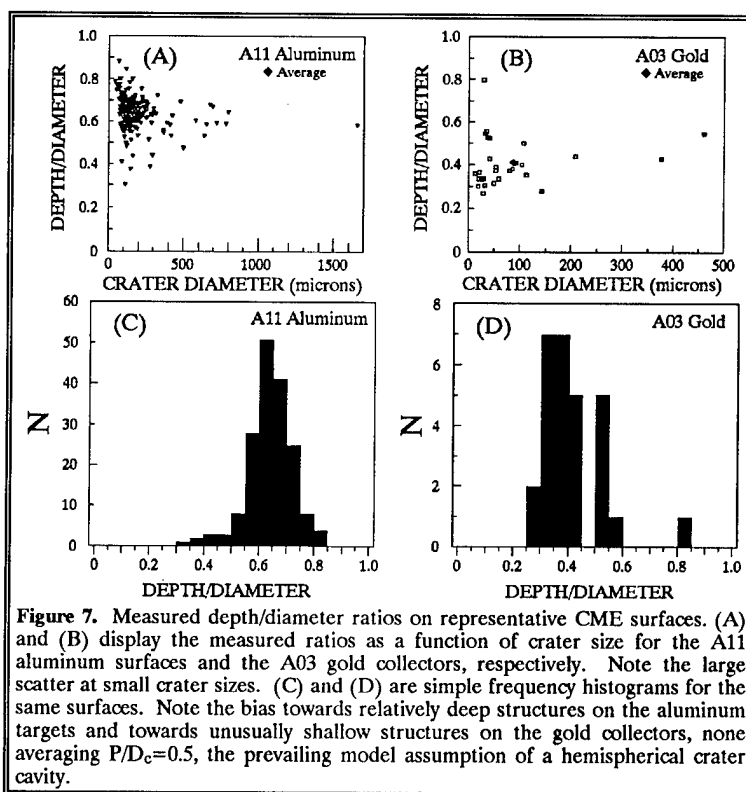 (A)
A11 Aluminum
◆ Average
DEPTH/DIAMETER
1.0
0.8
0.6
0.4
0.2
0
0
500
1000
1500
CRATER DIAMETER (microns)
(B)
A03 Gold
◆ Average
DEPTH/DIAMETER
1.0
0.8
0.6
0.4
0.2
0
0
100
200
300
400
500
CRATER DIAMETER (microns)
(C)
A11 Aluminum
N
60
50
40
30
20
10
0
0
0.2
0.4
0.6
0.8
1.0
DEPTH/DIAMETER
(D)
A03 Gold
N
8
6
4
2
0
0
0.2
0.4
0.6
0.8
1.0
DEPTH/DIAMETER
Figure 7. Measured depth/diameter ratios on representative CME surfaces. (A)
and (B) display the measured ratios as a function of crater size for the A11
aluminum surfaces and the A03 gold collectors, respectively. Note the large
scatter at small crater sizes. (C) and (D) are simple frequency histograms for the
same surfaces. Note the bias towards relatively deep structures on the aluminum
targets and towards unusually shallow structures on the gold collectors, none
averaging P/Dc=0.5, the prevailing model assumption of a hemispherical crater
cavity.